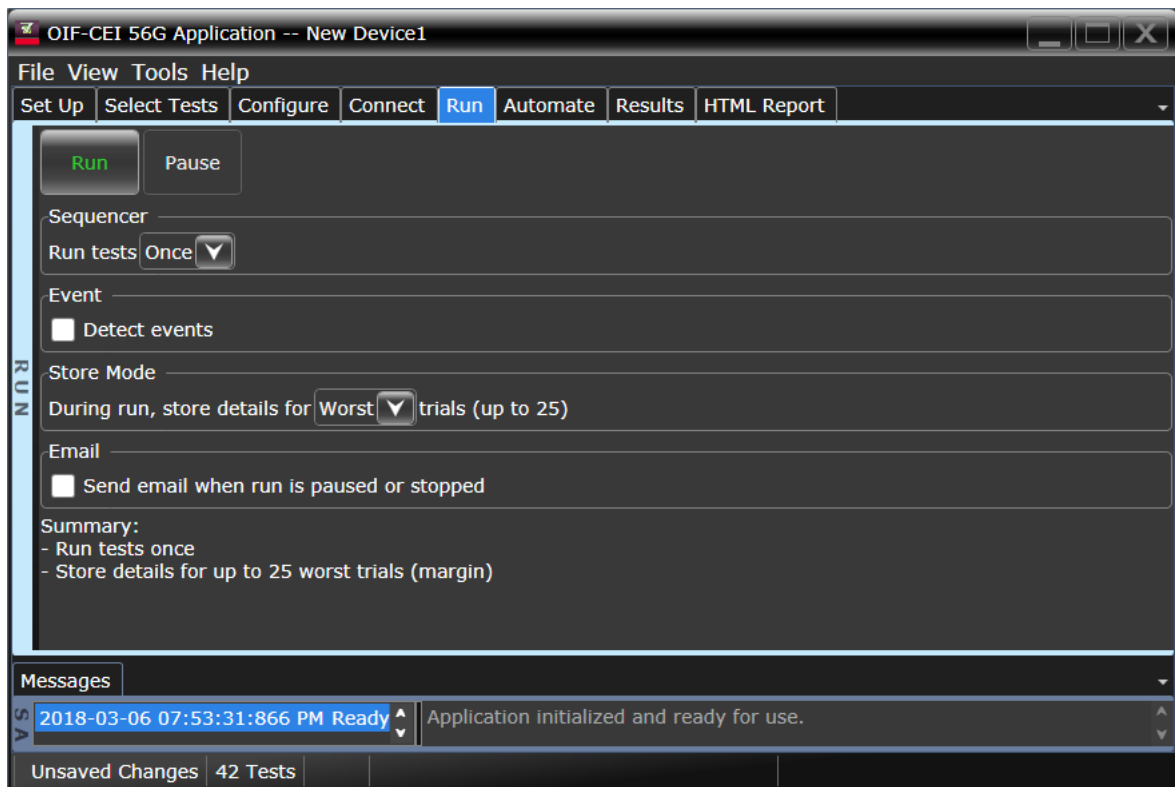 OIF-CEI 56G Application -- New Device1
File View Tools Help
Set Up Select Tests Configure Connect Run Automate Results HTML Report
Run Pause
Sequencer
Run tests Once
Event
Detect events
RUN
Store Mode
During run, store details for Worst trials (up to 25)
Email
Send email when run is paused or stopped
Summary:
- Run tests once
- Store details for up to 25 worst trials (margin)
Messages
2018-03-06 07:53:31:866 PM Ready Application initialized and ready for use.
SA
Unsaved Changes 42 Tests